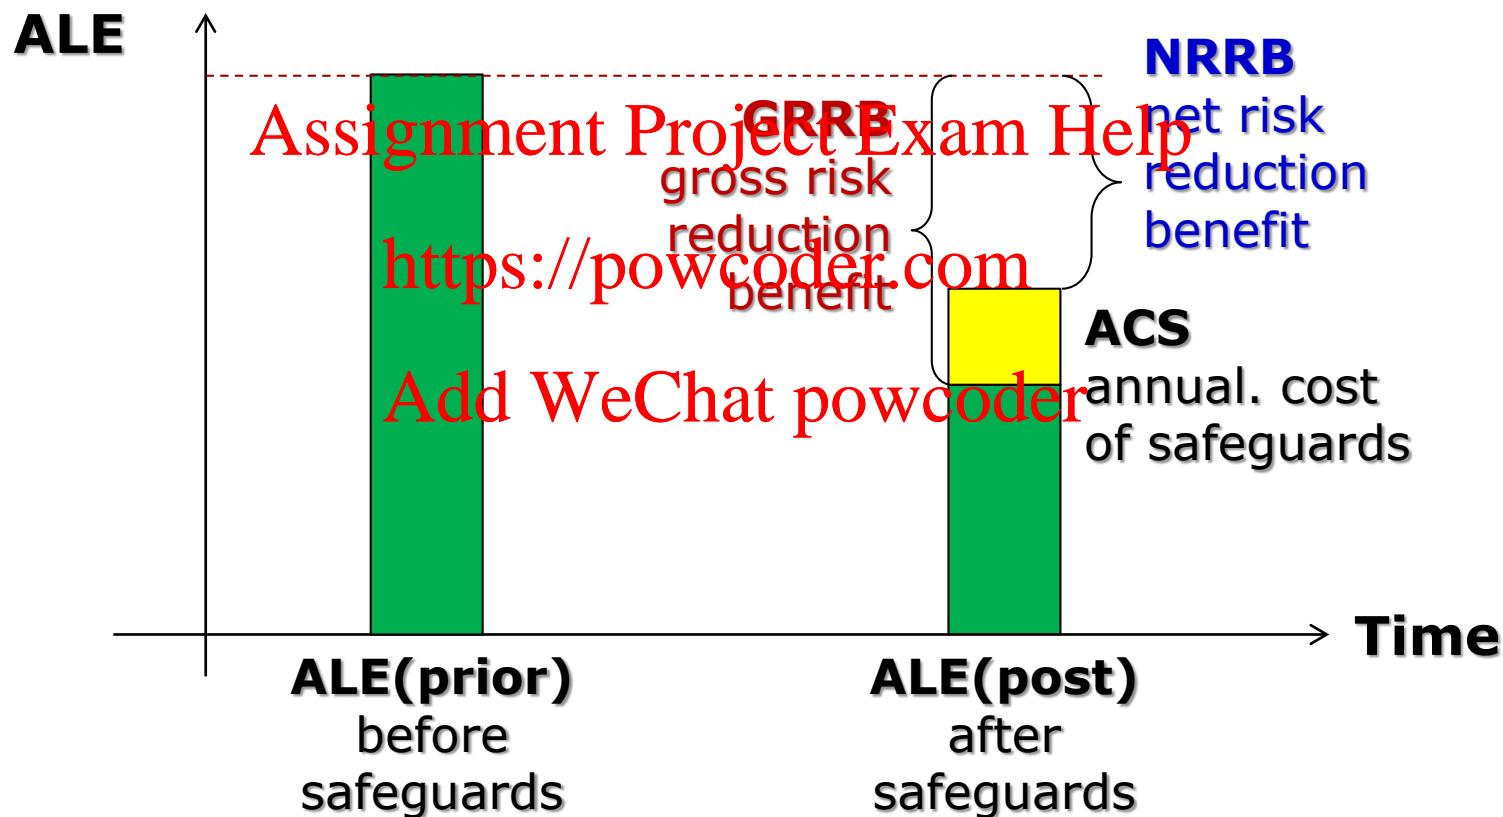 ALE
NRRB
net risk
reduction
benefit
GRRB
gross risk
reduction
benefit
Assignment Project Exam Help
https://powcoder.com
Add WeChat powcoder
ACS
annual. cost
of safeguards
Time
ALE(prior)
before
safeguards
ALE(post)
after
safeguards